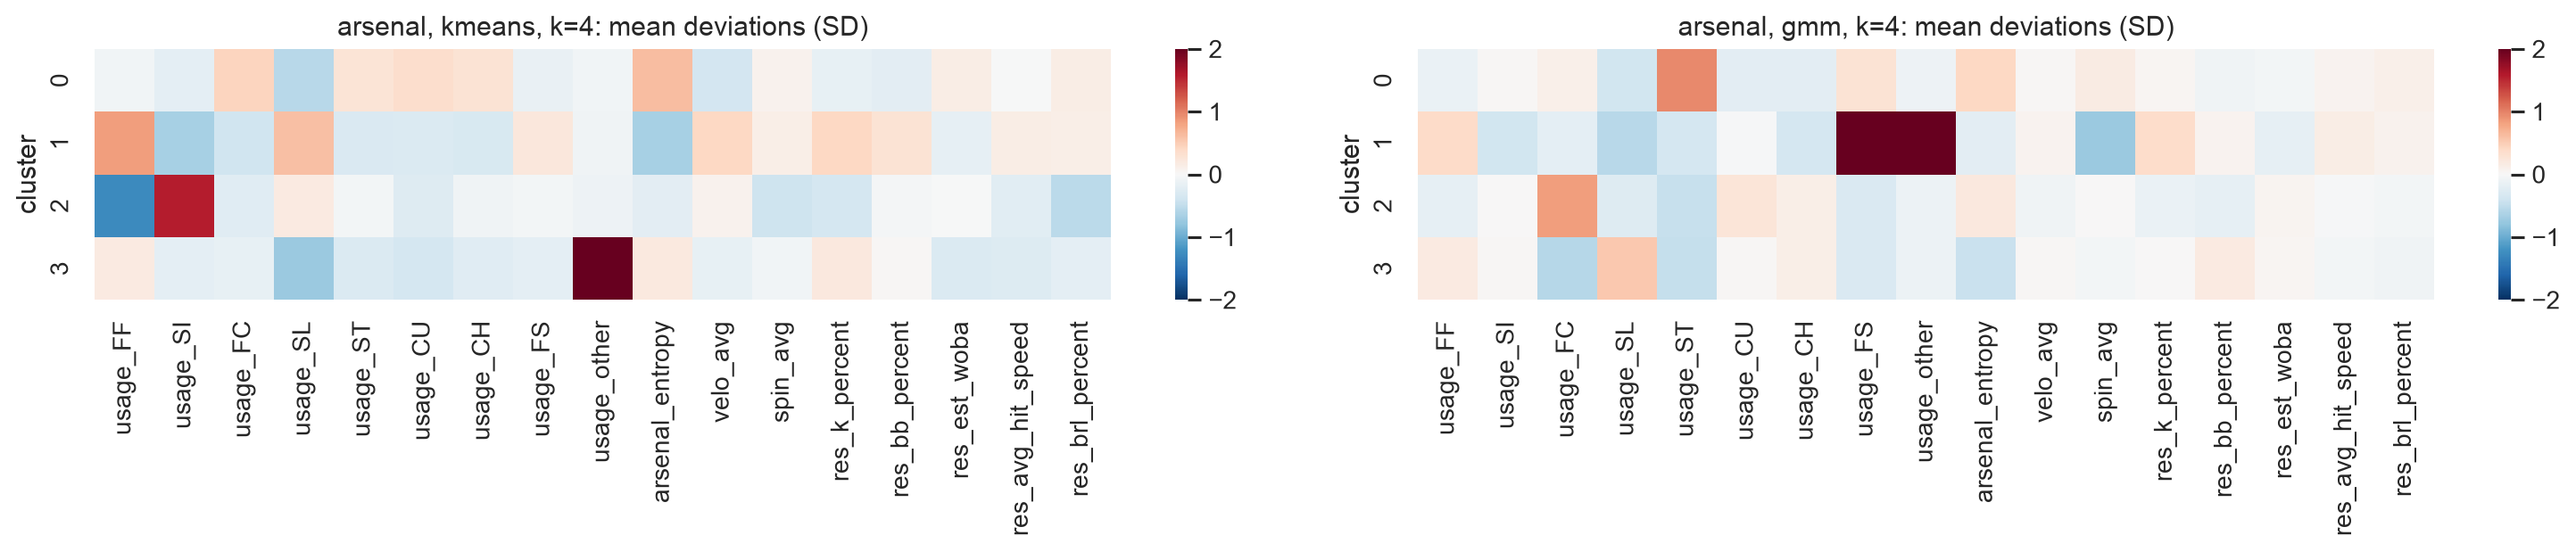 arsenal, kmeans, k=4: mean deviations (SD)
cluster
0
1
2
3
usage_FF
usage_SI
usage_FC
usage_SL
usage_ST
usage_CU
usage_CH
usage_FS
usage_other
arsenal_entropy
velo_avg
spin_avg
res_k_percent
res_bb_percent
res_est_woba
res_avg_hit_speed
res_brl_percent
2
1
0
−1
−2
arsenal, gmm, k=4: mean deviations (SD)
cluster
0
1
2
3
usage_FF
usage_SI
usage_FC
usage_SL
usage_ST
usage_CU
usage_CH
usage_FS
usage_other
arsenal_entropy
velo_avg
spin_avg
res_k_percent
res_bb_percent
res_est_woba
res_avg_hit_speed
res_brl_percent
2
1
0
−1
−2